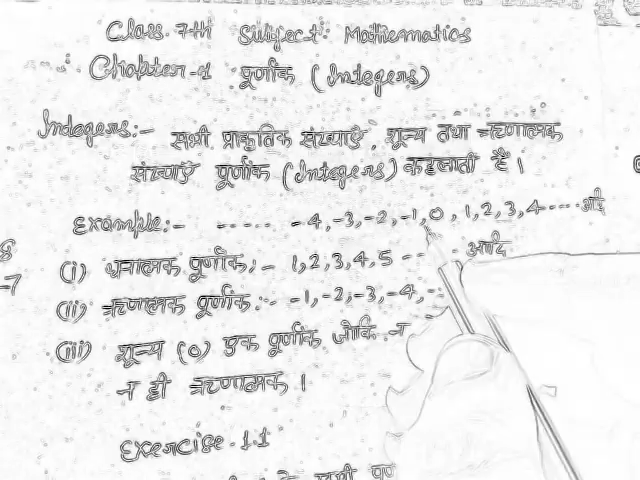 Class. 7th Subject: Mathematics
Chapter-1 पूर्णांक (Integers)
Integers:- सभी प्राकृतिक संख्याएँ, शून्य तथा ऋणात्मक
संख्याएँ पूर्णांक (Integers) कहलाती हैं।
Example:- ...... -4,-3,-2,-1,0,1,2,3,4.... आदि
(i) धनात्मक पूर्णांक:- 1,2,3,4,5 -- - आदि
(ii) ऋणात्मक पूर्णांक:- -1,-2,-3,-4,-
(iii) शून्य (0) एक पूर्णांक जोकि न
न ही ऋणात्मक।
Exercise-1.1
8
-7